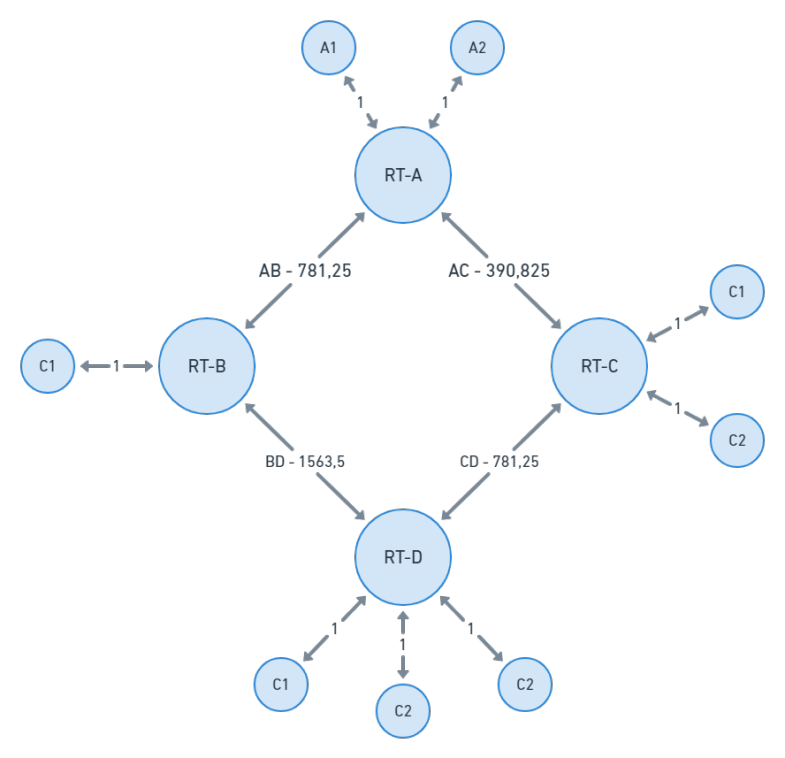 A1
A2
1
1
RT-A
AB - 781,25
AC - 390,825
C1
1
C1
1
RT-B
RT-C
1
C2
BD - 1563,5
CD - 781,25
RT-D
1
1
1
C1
C2
C2